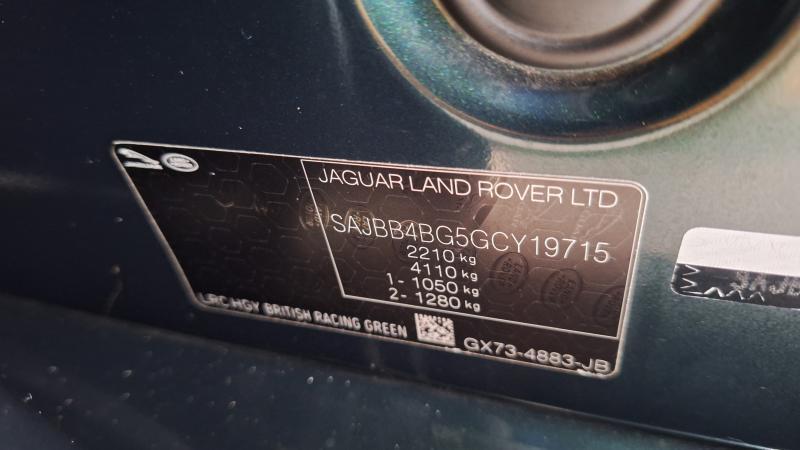 JAGUAR LAND ROVER LTD
SAJBB4BG5GCY19715
2210 kg
4110 kg
1- 1050 kg
2- 1280 kg
LRC.HGY BRITISH RACING GREEN
GX73-4883-JB
SAJB